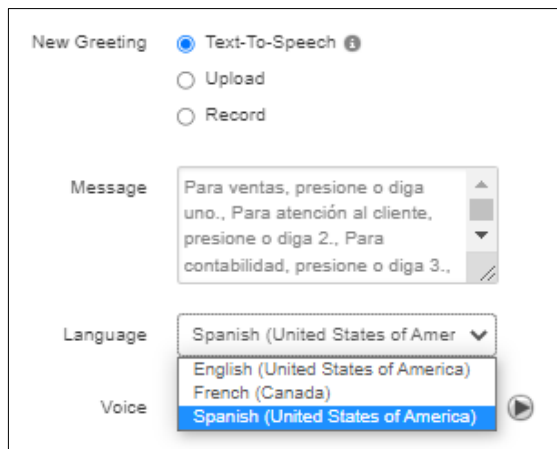 New Greeting
Text-To-Speech
Upload
Record
Message
Para ventas, presione o diga
uno., Para atención al cliente,
presione o diga 2., Para
contabilidad, presione o diga 3.,
Language
Spanish (United States of Amer
English (United States of America)
French (Canada)
Voice
Spanish (United States of America)